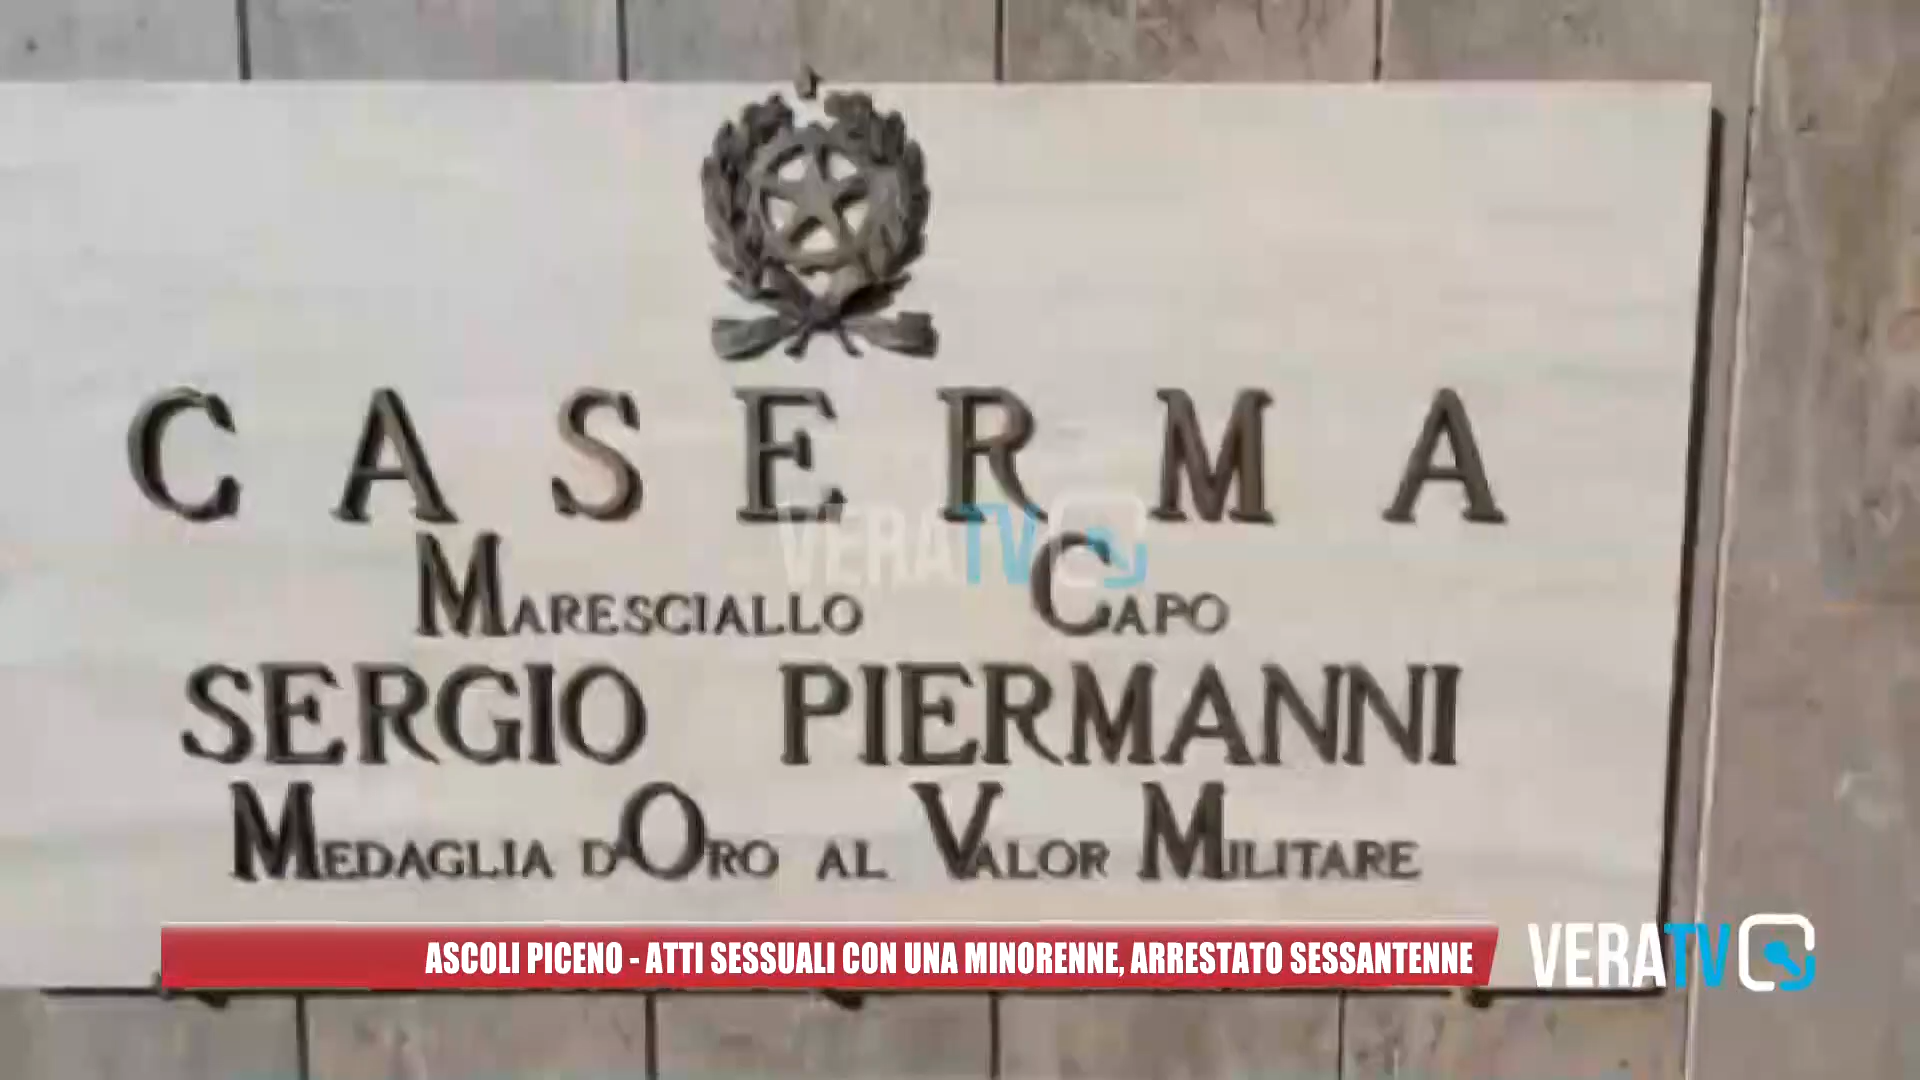 CASERMA
VERATV
MARESCIALLO CAPO
SERGIO PIERMANNI
MEDAGLIA D'ORO AL VALOR MILITARE
ASCOLI PICENO - ATTI SESSUALI CON UNA MINORENNE, ARRESTATO SESSANTENNE
VERATV